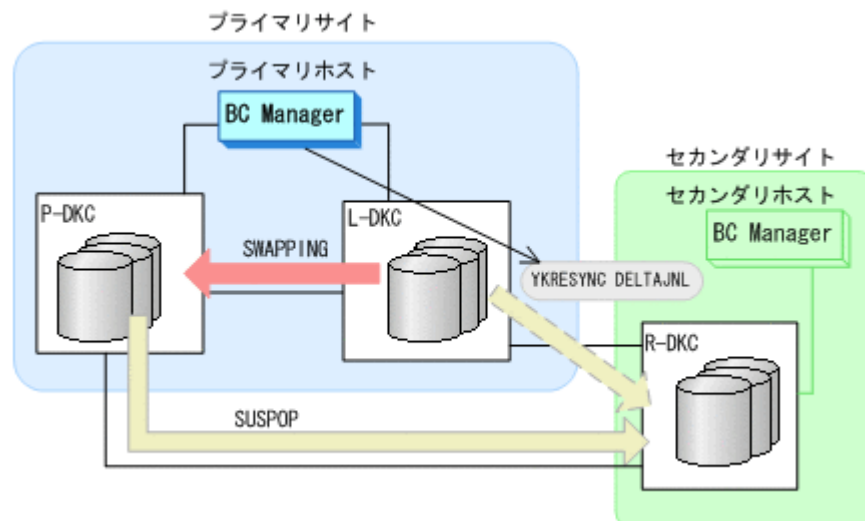 プライマリサイト
プライマリホスト
BC Manager
セカンダリサイト
セカンダリホスト
BC Manager
P-DKC
L-DKC
SWAPPING
YKRESYNC DELTAJNL
R-DKC
SUSPOP